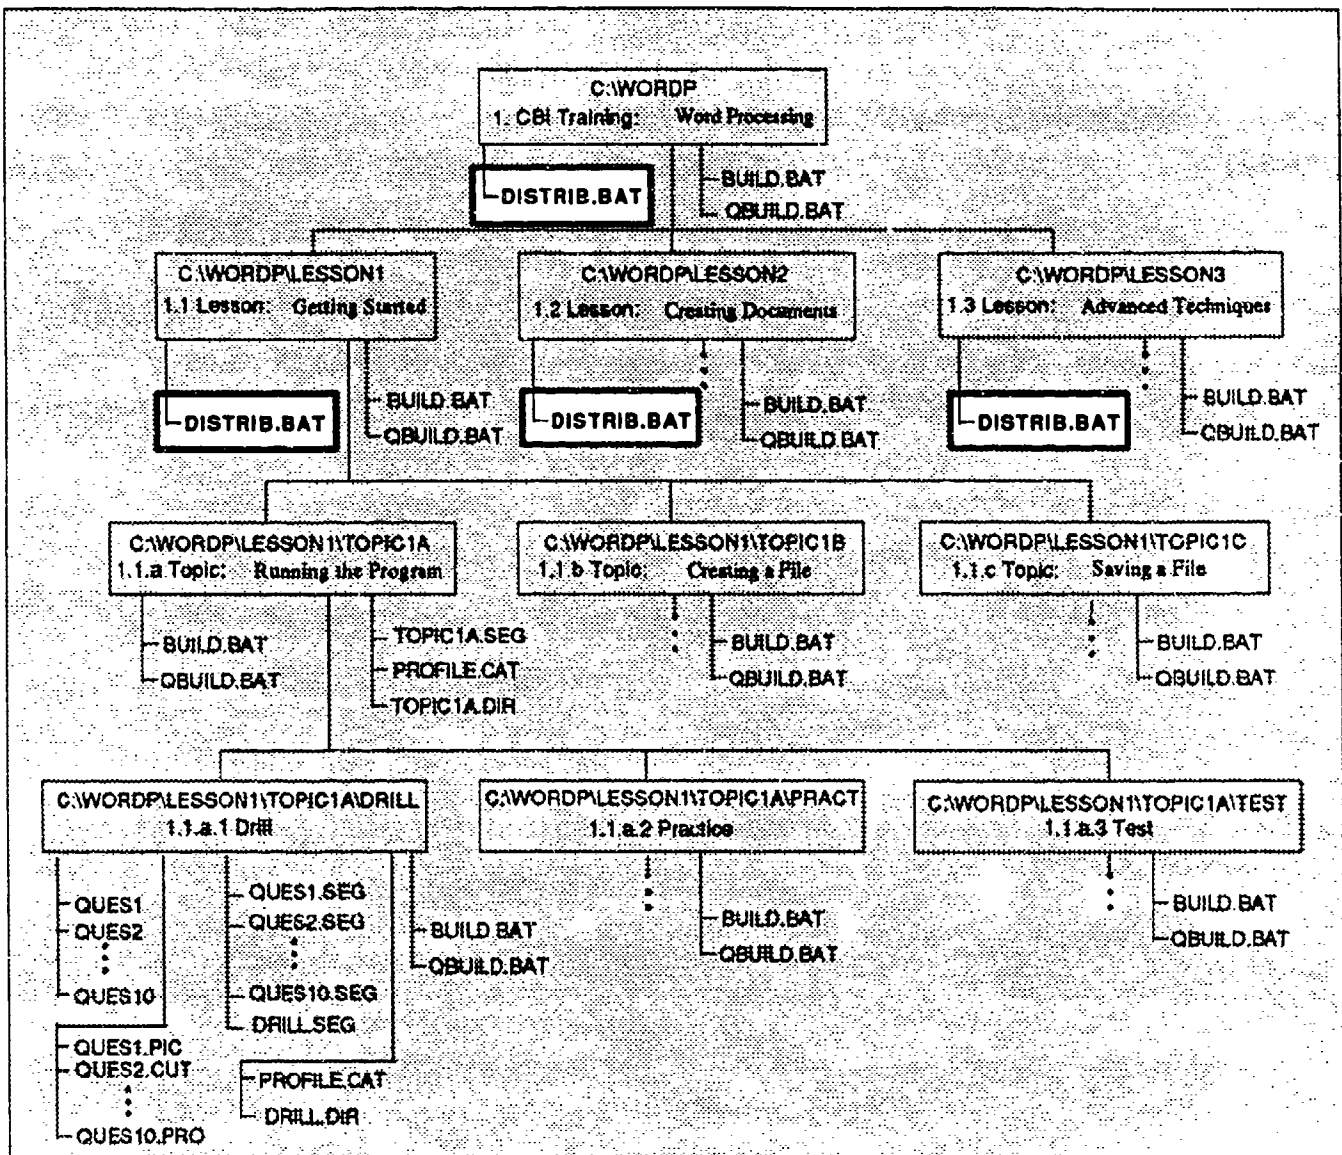 C:\WORDP
1. CBI Training: Word Processing
DISTRIB.BAT
BUILD.BAT
QBUILD.BAT
C:\WORDP\LESSON1
1.1 Lesson: Getting Started
C:\WORDP\LESSON2
1.2 Lesson: Creating Documents
C:\WORDP\LESSON3
1.3 Lesson: Advanced Techniques
DISTRIB.BAT
BUILD.BAT
QBUILD.BAT
DISTRIB.BAT
BUILD.BAT
QBUILD.BAT
DISTRIB.BAT
BUILD.BAT
QBUILD.BAT
C:\WORDP\LESSON1\TOPIC1A
1.1.a Topic: Running the Program
C:\WORDP\LESSON1\TOPIC1B
1.1 b Topic: Creating a File
C:\WORDP\LESSON1\TOPIC1C
1.1.c Topic: Saving a File
BUILD.BAT
QBUILD.BAT
TOPIC1A.SEG
PROFILE.CAT
TOPIC1A.DIR
BUILD.BAT
QBUILD.BAT
BUILD.BAT
QBUILD.BAT
C:\WORDP\LESSON1\TOPIC1A\DRILL
1.1.a.1 Drill
C:\WORDP\LESSON1\TOPIC1A\PRACT
1.1.a.2 Practice
C:\WORDP\LESSON1\TOPIC1A\TEST
1.1.a.3 Test
QUES1
QUES2
QUES10
QUES1.PIC
QUES2.CUT
QUES10.PRO
QUES1.SEG
QUES2.SEG
QUES10.SEG
DRILL.SEG
PROFILE.CAT
DRILL.DIR
BUILD.BAT
QBUILD.BAT
BUILD.BAT
QBUILD.BAT
BUILD.BAT
QBUILD.BAT